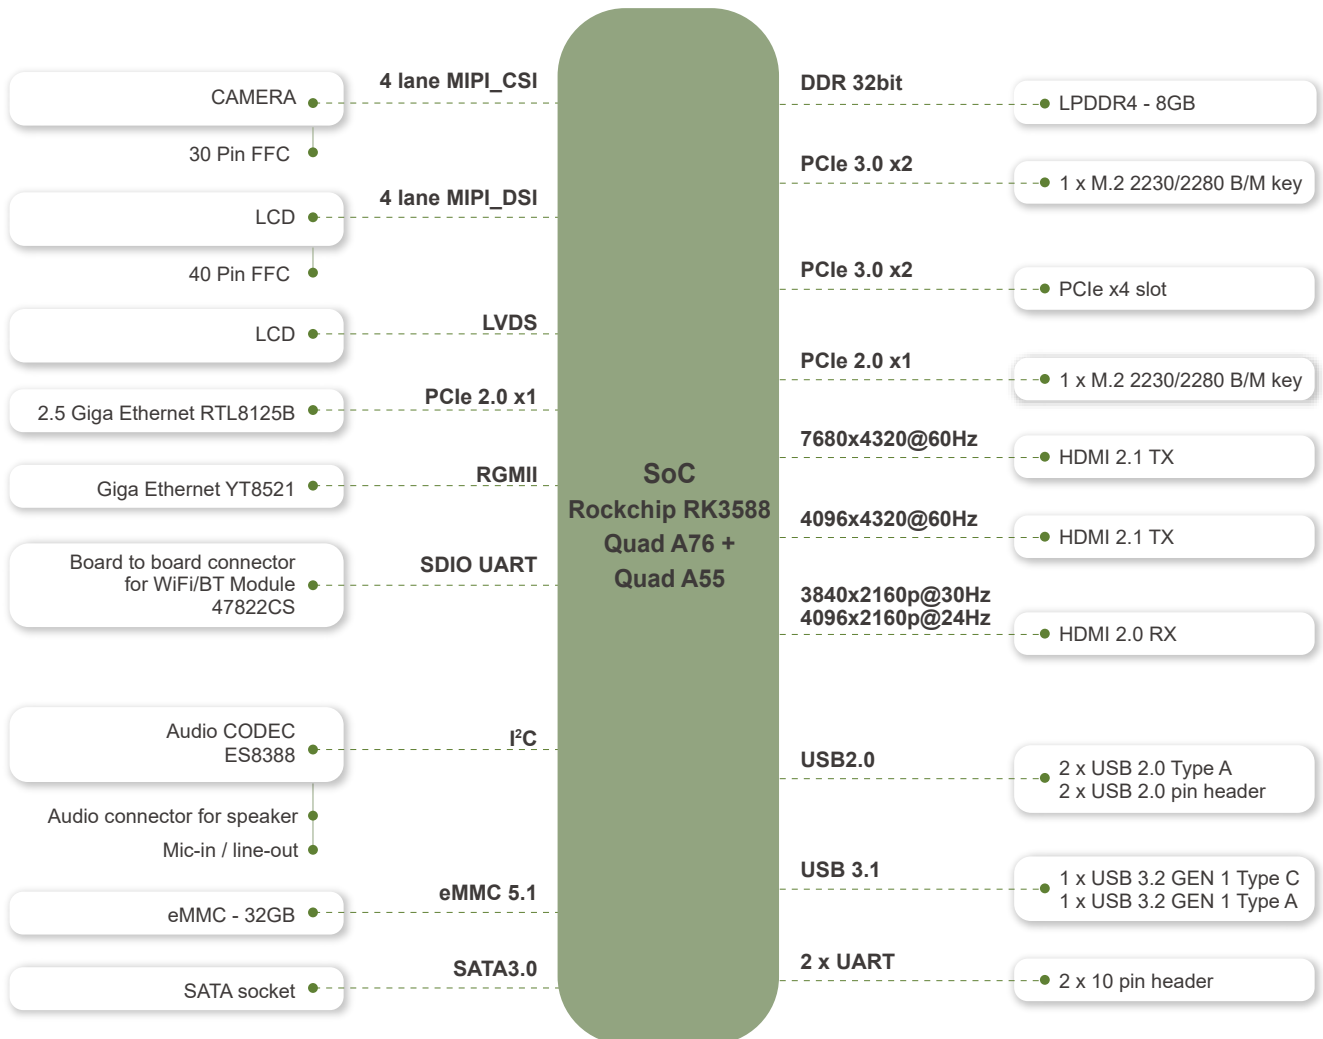 4 lane MIPI_CSI
CAMERA
30 Pin FFC
4 lane MIPI_DSI
LCD
40 Pin FFC
LVDS
LCD
PCIe 2.0 x1
2.5 Giga Ethernet RTL8125B
RGMII
Giga Ethernet YT8521
SDIO UART
Board to board connector
for WiFi/BT Module
47822CS
I²C
Audio CODEC
ES8388
Audio connector for speaker
Mic-in / line-out
eMMC 5.1
eMMC - 32GB
SATA3.0
SATA socket
SoC
Rockchip RK3588
Quad A76 +
Quad A55
DDR 32bit
LPDDR4 - 8GB
PCIe 3.0 x2
1 x M.2 2230/2280 B/M key
PCIe 3.0 x2
PCIe x4 slot
PCIe 2.0 x1
1 x M.2 2230/2280 B/M key
7680x4320@60Hz
HDMI 2.1 TX
4096x4320@60Hz
HDMI 2.1 TX
3840x2160p@30Hz
4096x2160p@24Hz
HDMI 2.0 RX
USB2.0
2 x USB 2.0 Type A
2 x USB 2.0 pin header
USB 3.1
1 x USB 3.2 GEN 1 Type C
1 x USB 3.2 GEN 1 Type A
2 x UART
2 x 10 pin header